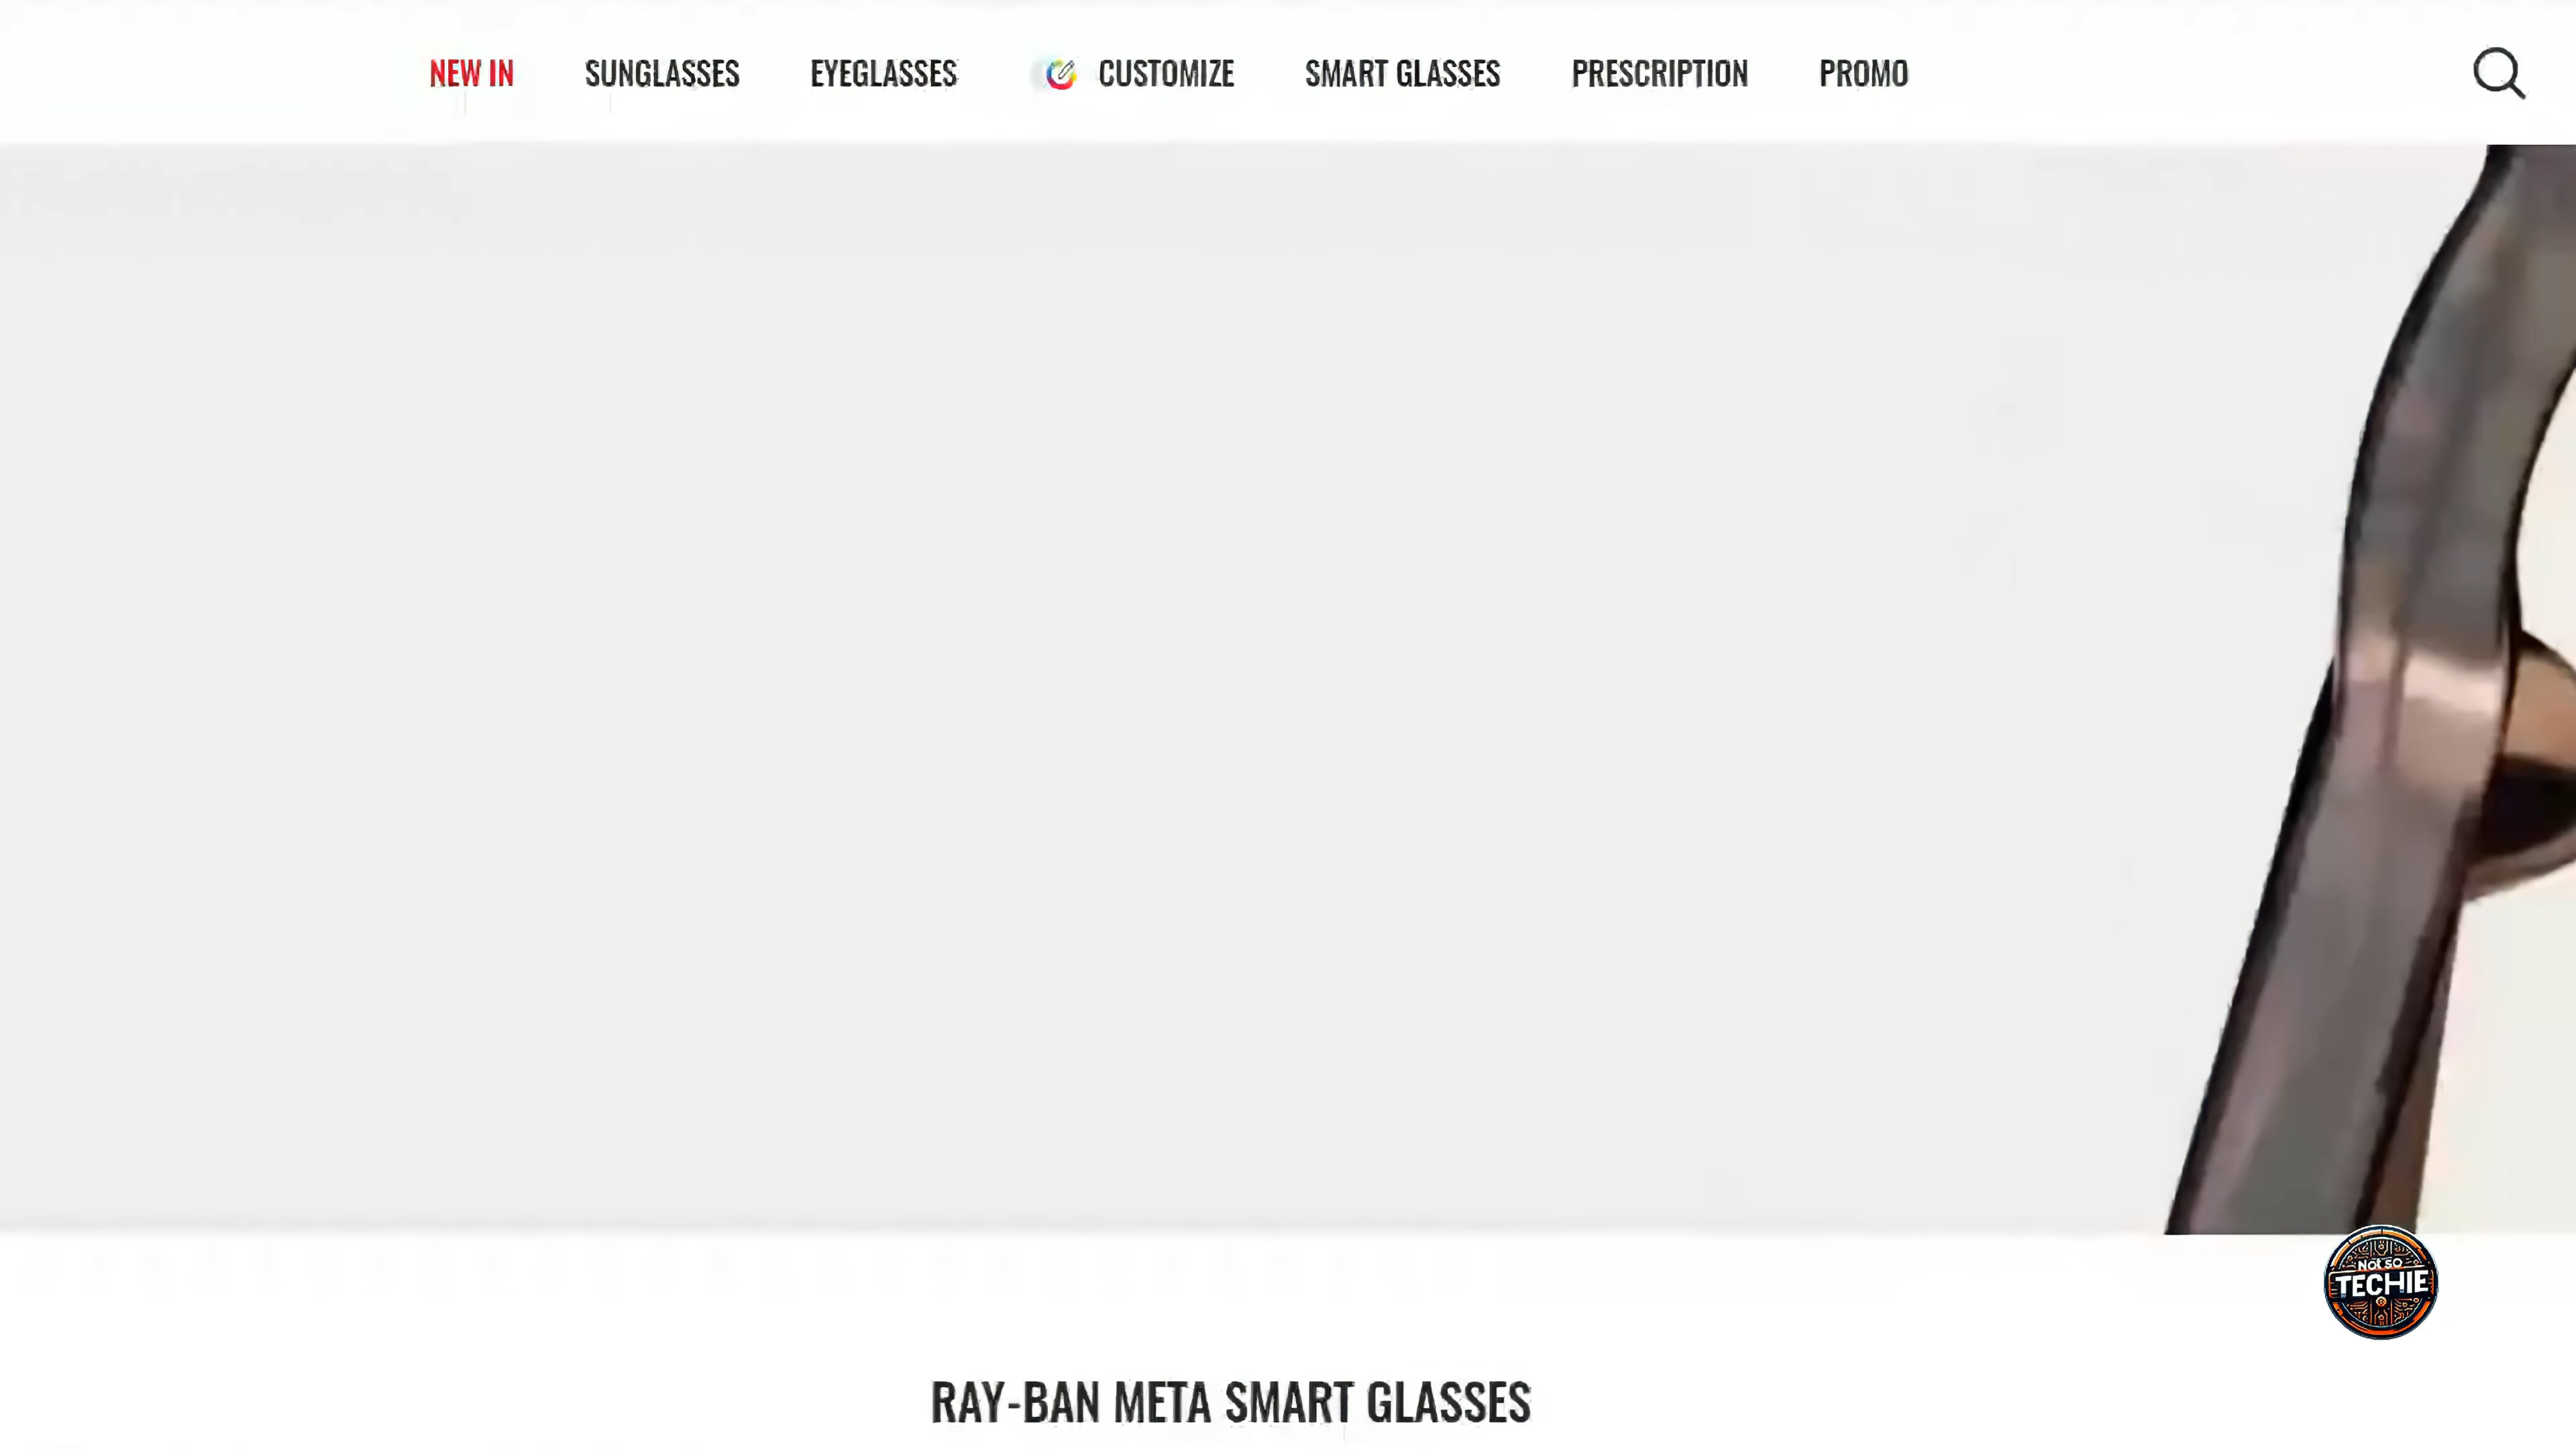 NEW IN SUNGLASSES EYEGLASSES CUSTOMIZE SMART GLASSES PRESCRIPTION PROMO
NOT SO
TECHIE
RAY-BAN META SMART GLASSES